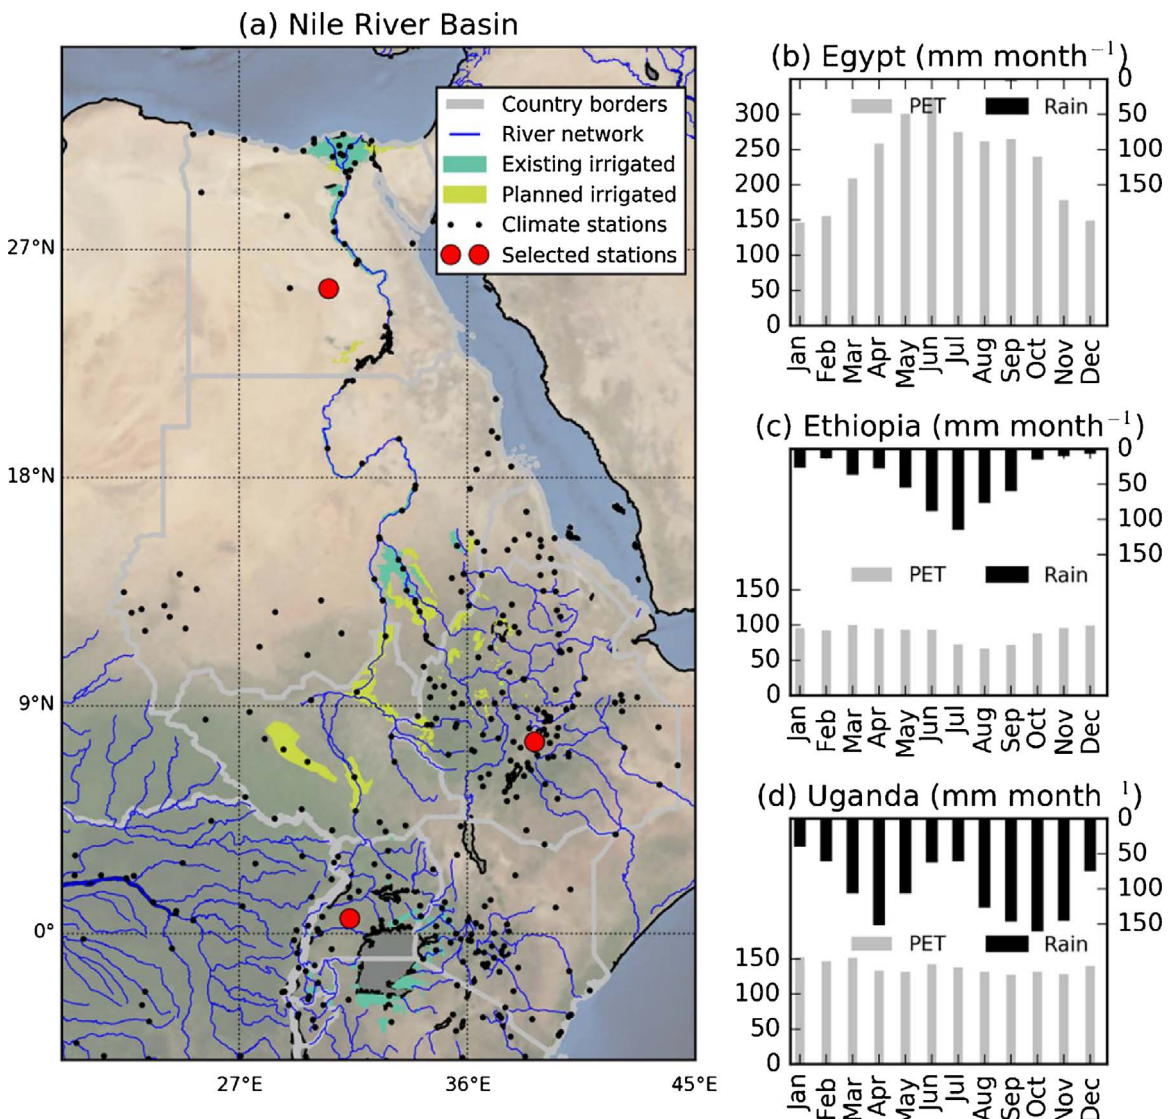 (a) Nile River Basin
Country borders
River network
Existing irrigated
Planned irrigated
Climate stations
Selected stations
27°N
18°N
9°N
0°
27°E
36°E
45°E
(b) Egypt (mm month⁻¹)
PET
Rain
300
250
200
150
100
50
0
0
50
100
150
Jan
Feb
Mar
Apr
May
Jun
Jul
Aug
Sep
Oct
Nov
Dec
(c) Ethiopia (mm month⁻¹)
0
50
100
150
PET
Rain
150
100
50
0
Jan
Feb
Mar
Apr
May
Jun
Jul
Aug
Sep
Oct
Nov
Dec
(d) Uganda (mm month ¹)
0
50
100
150
PET
Rain
150
100
50
0
Jan
Feb
Mar
Apr
May
Jun
Jul
Aug
Sep
Oct
Nov
Dec